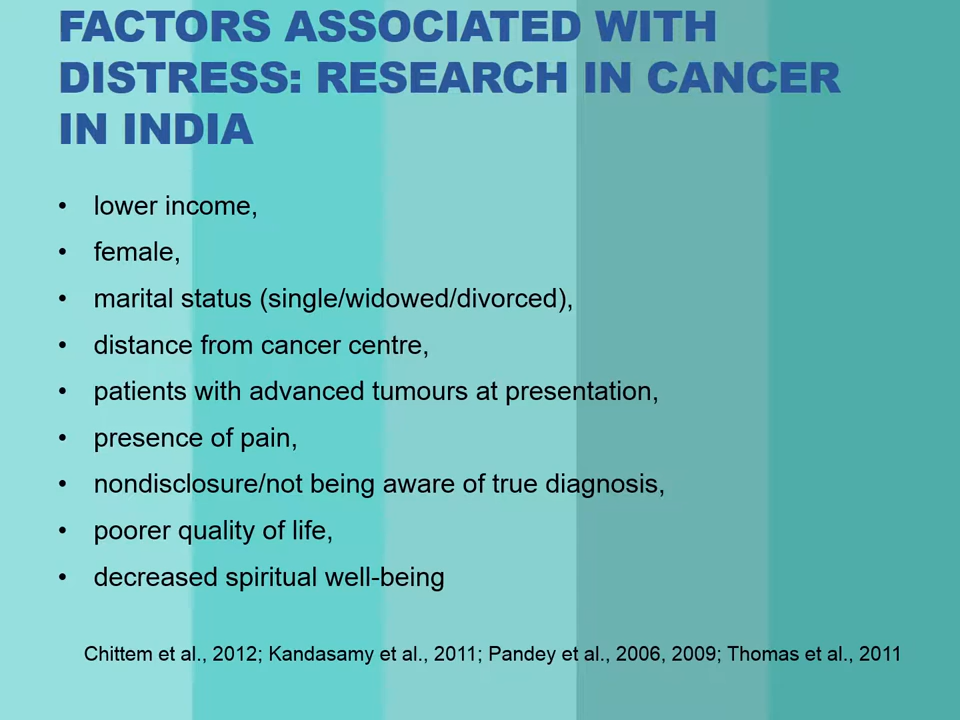 FACTORS ASSOCIATED WITH
DISTRESS: RESEARCH IN CANCER
IN INDIA
• lower income,
• female,
• marital status (single/widowed/divorced),
• distance from cancer centre,
• patients with advanced tumours at presentation,
• presence of pain,
• nondisclosure/not being aware of true diagnosis,
• poorer quality of life,
• decreased spiritual well-being
Chittem et al., 2012; Kandasamy et al., 2011; Pandey et al., 2006, 2009; Thomas et al., 2011